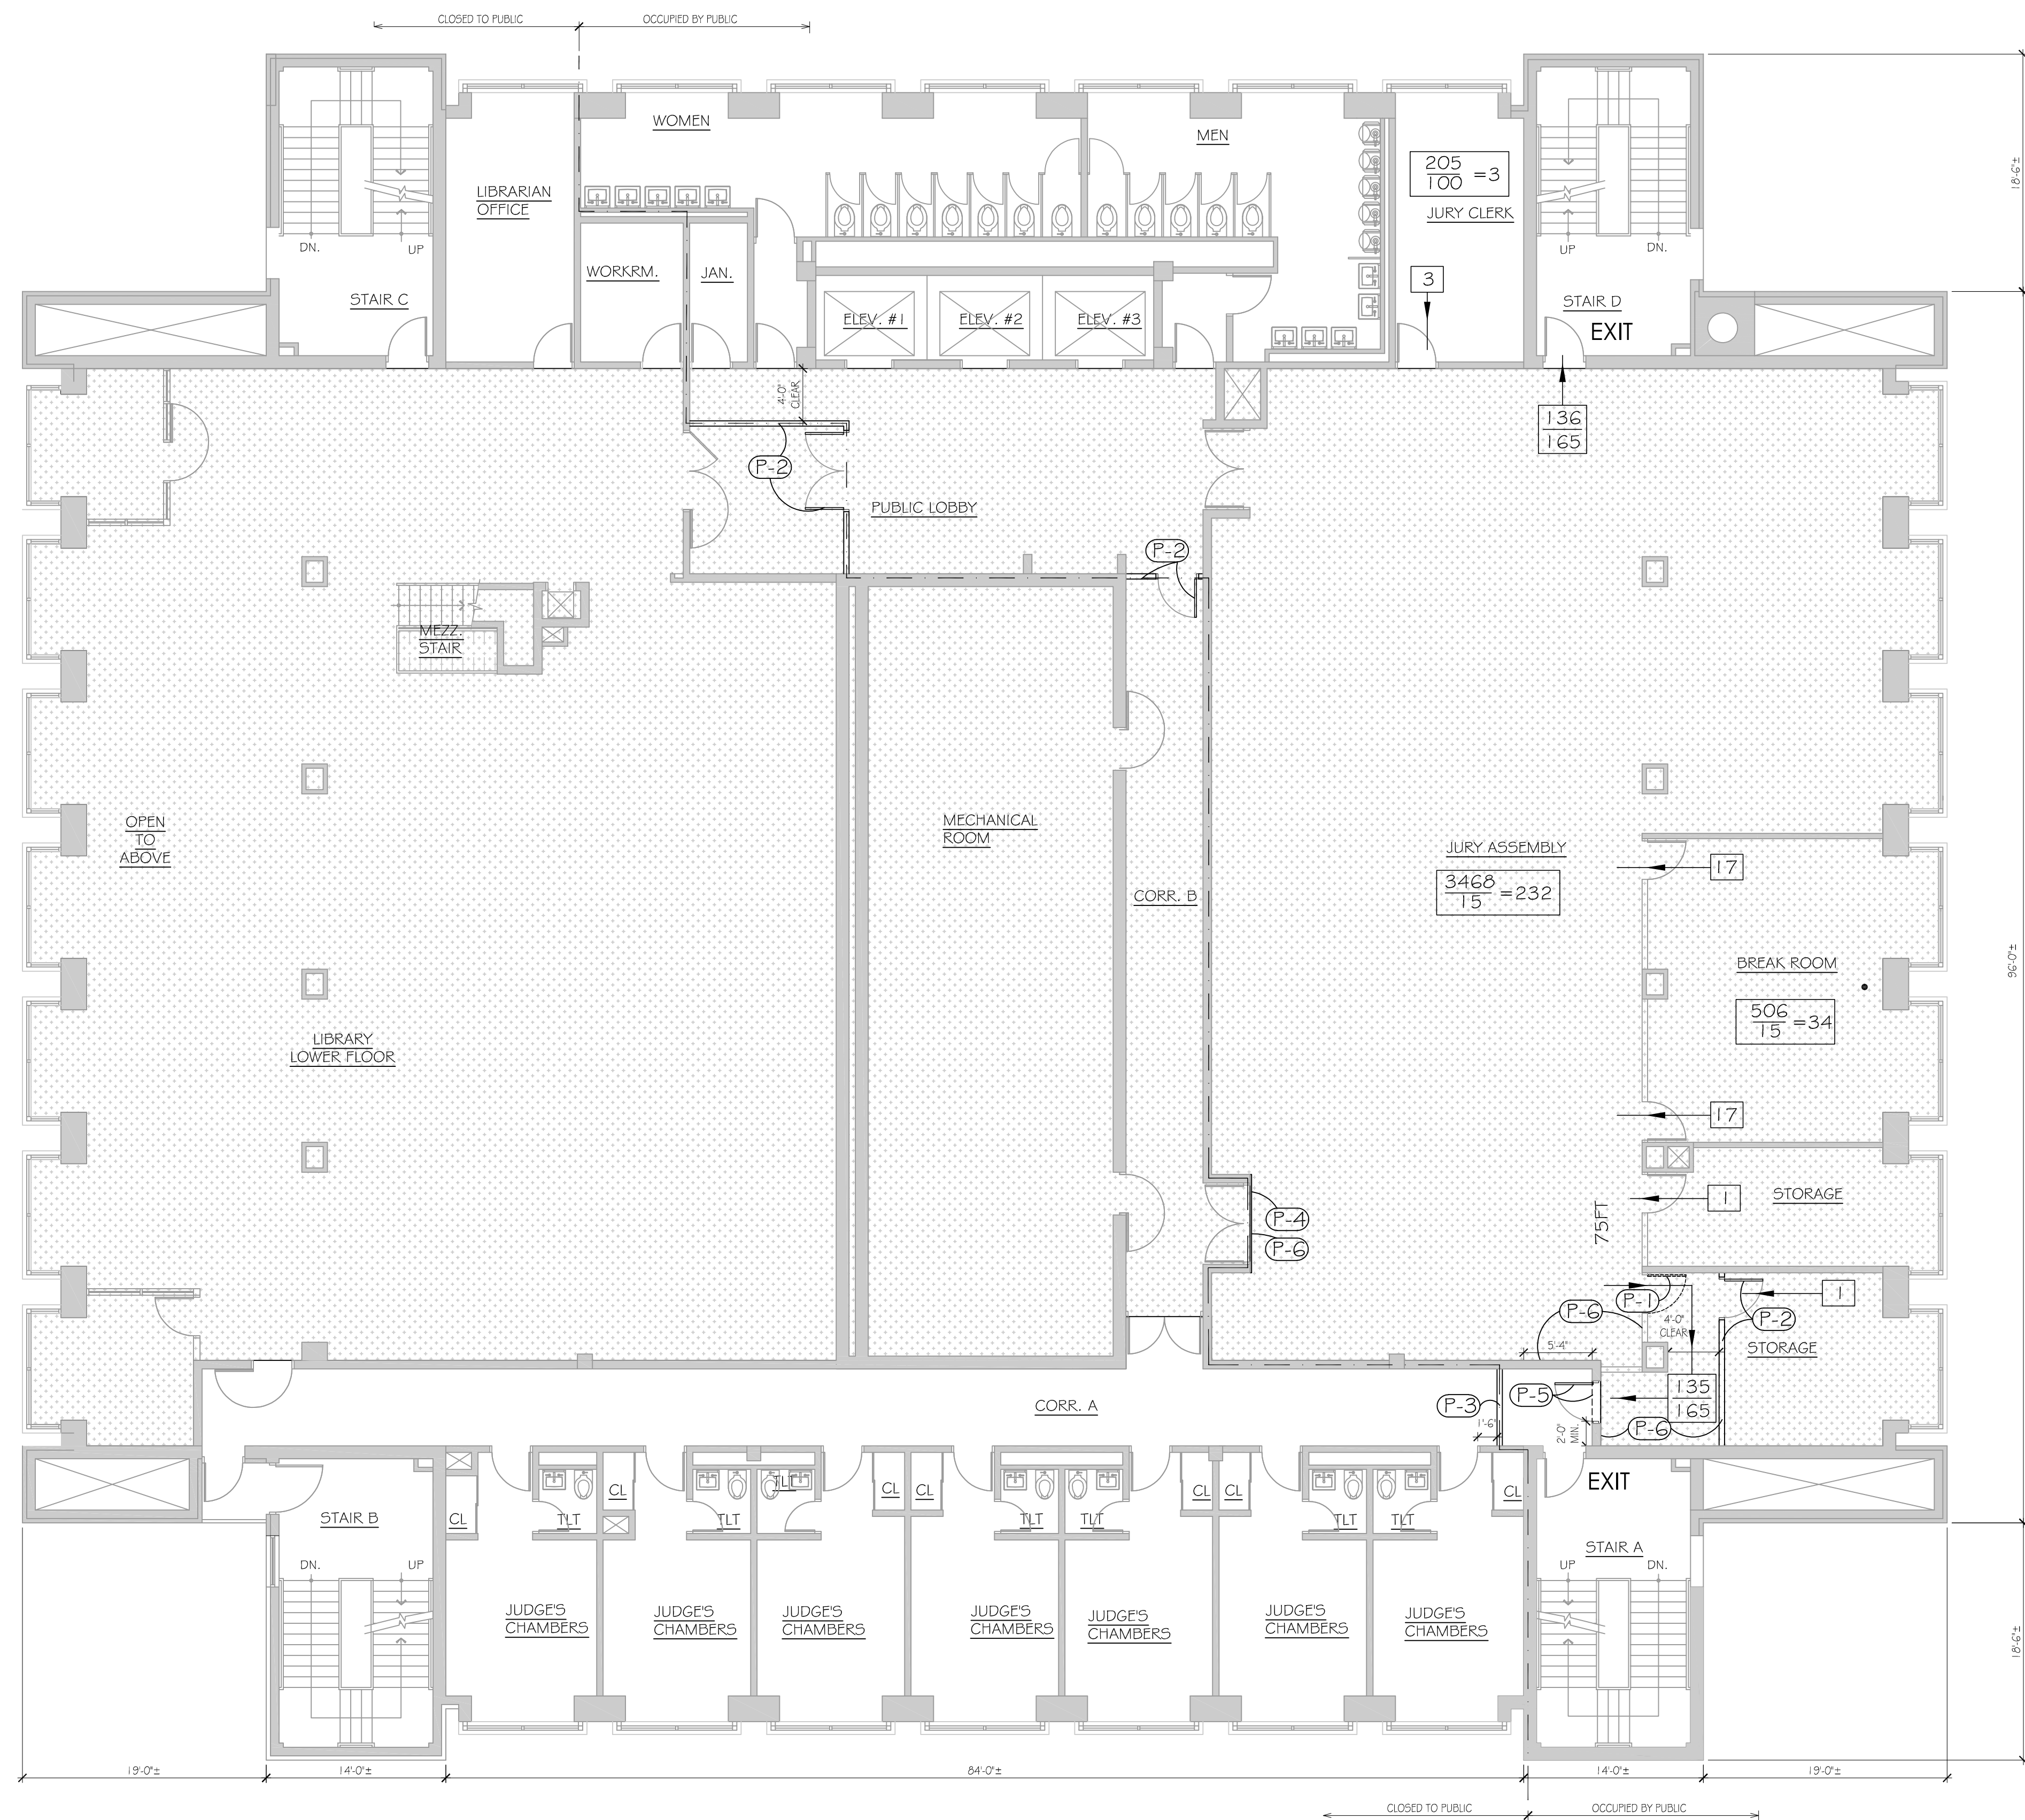 CLOSED TO PUBLIC
OCCUPIED BY PUBLIC
18'-6"±
WOMEN
MEN
LIBRARIAN
OFFICE
205
100
=3
JURY CLERK
DN.
UP
STAIR C
WORKRM.
JAN.
ELEV. #1
ELEV. #2
ELEV. #3
3
UP
DN.
STAIR D
EXIT
4'-0"
CLEAR
136
165
P-2
PUBLIC LOBBY
P-2
MEZZ.
STAIR
OPEN
TO
ABOVE
MECHANICAL
ROOM
JURY ASSEMBLY
3468
15
=232
17
CORR. B
BREAK ROOM
96'-0"±
506
15
=34
LIBRARY
LOWER FLOOR
17
75FT
1
STORAGE
P-4
P-6
P-1
1
P-6
P-2
4'-0"
CLEAR
5'-4"
STORAGE
135
165
P-5
P-3
1'-6"
2'-0"
MIN.
P-6
CORR. A
CL
TLT
CL
TLT
TLT
CL
CL
TLT
TLT
CL
CL
TLT
TLT
CL
EXIT
STAIR B
STAIR A
DN.
UP
UP
DN.
JUDGE'S
CHAMBERS
JUDGE'S
CHAMBERS
JUDGE'S
CHAMBERS
JUDGE'S
CHAMBERS
JUDGE'S
CHAMBERS
JUDGE'S
CHAMBERS
JUDGE'S
CHAMBERS
18'-6"±
19'-0"±
14'-0"±
84'-0"±
14'-0"±
19'-0"±
CLOSED TO PUBLIC
OCCUPIED BY PUBLIC